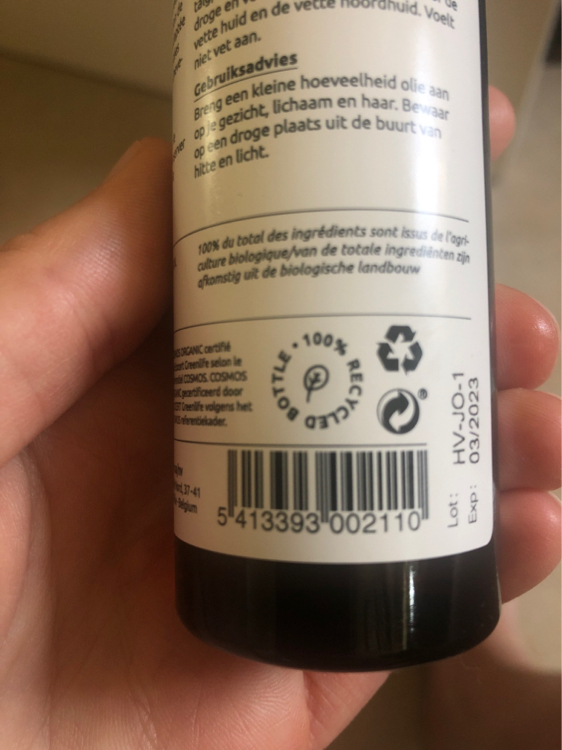 droge en
vette huid en de vette hoofdhuid. Voelt
niet vet aan.
Gebruiksadvies
Breng een kleine hoeveelheid olie aan
op je gezicht, lichaam en haar. Bewaar
op een droge plaats uit de buurt van
hitte en licht.
100% du total des ingrédients sont issus de l'agri-
culture biologique/van de totale ingrediënten zijn
afkomstig uit de biologische landbouw
ORGANIC certifié
Greenlife selon le
COSMOS. COSMOS
gecertificeerd door
Greenlife volgens het
referentiekader.
• 100% RECYCLED BOTTLE
®
37-41
Belgium
5 413393 002110
Lot: HV-JO-1
Exp: 03/2023